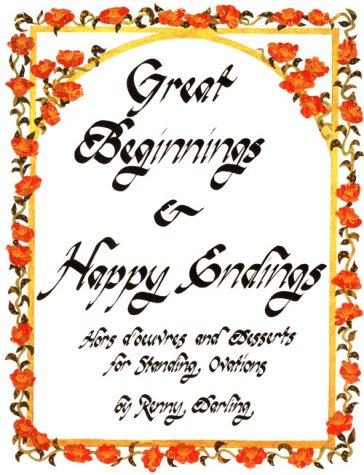 Great
Beginnings
&
Happy Endings
Hors d'oeuvres and Desserts
for Standing Ovations
by Renny Darling